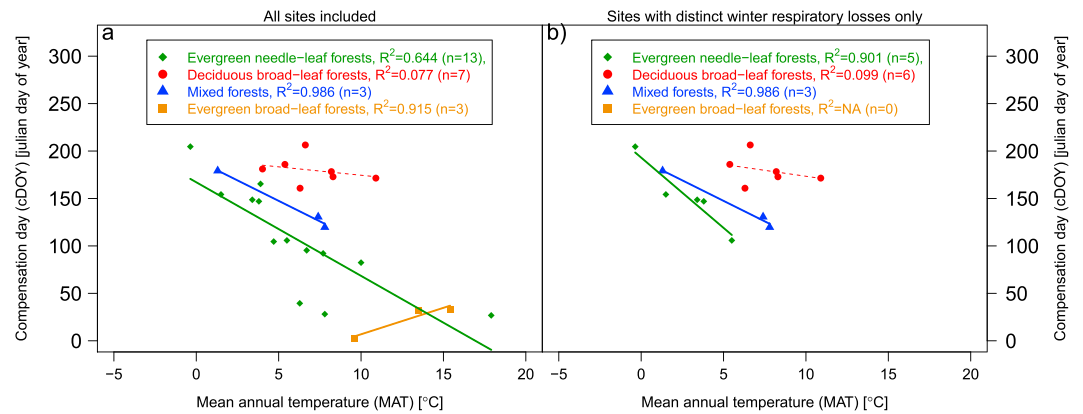 All sites included
a
Evergreen needle−leaf forests, R²=0.644 (n=13),
Deciduous broad−leaf forests, R²=0.077 (n=7)
Mixed forests, R²=0.986 (n=3)
Evergreen broad−leaf forests, R²=0.915 (n=3)
Compensation day (cDOY) [julian day of year]
300
250
200
150
100
50
0
−5 0 5 10 15 20
Mean annual temperature (MAT) [°C]
Sites with distinct winter respiratory losses only
b)
Evergreen needle−leaf forests, R²=0.901 (n=5),
Deciduous broad−leaf forests, R²=0.099 (n=6)
Mixed forests, R²=0.986 (n=3)
Evergreen broad−leaf forests, R²=NA (n=0)
300
250
200
150
100
50
0
Compensation day (cDOY) [julian day of year]
−5 0 5 10 15 20
Mean annual temperature (MAT) [°C]